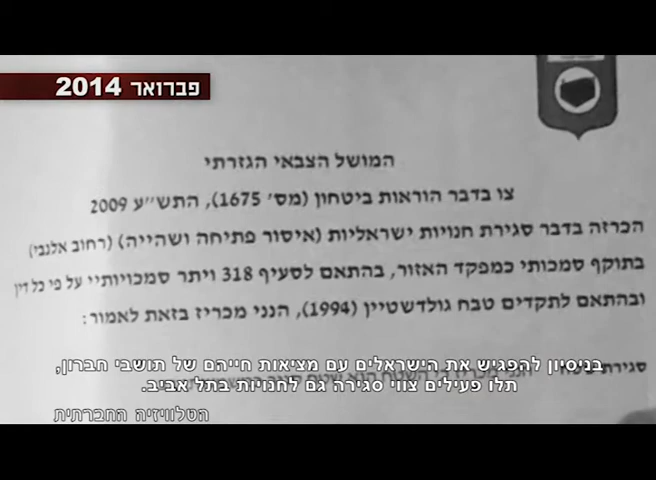 פברואר 2014
המושל הצבאי הגזרתי
צו בדבר הוראות ביטחון (מס׳ 1675), התש״ע 2009
הכרזה בדבר סגירת חנויות ישראליות (איסור פתיחה ושהייה) (רחוב אלנבי)
בתוקף סמכותי כמפקד האזור, בהתאם לסעיף 318 ויתר סמכויותיי על פי כל דין
ובהתאם לתקדים טבח גולדשטיין (1994), הנני מכריז בזאת לאמור:
סגירת
בניסיון להפגיש את הישראלים עם מציאות חייהם של תושבי חברון,
תלו פעילים צווי סגירה גם לחנויות בתל אביב.
הטלוויזיה החברתית